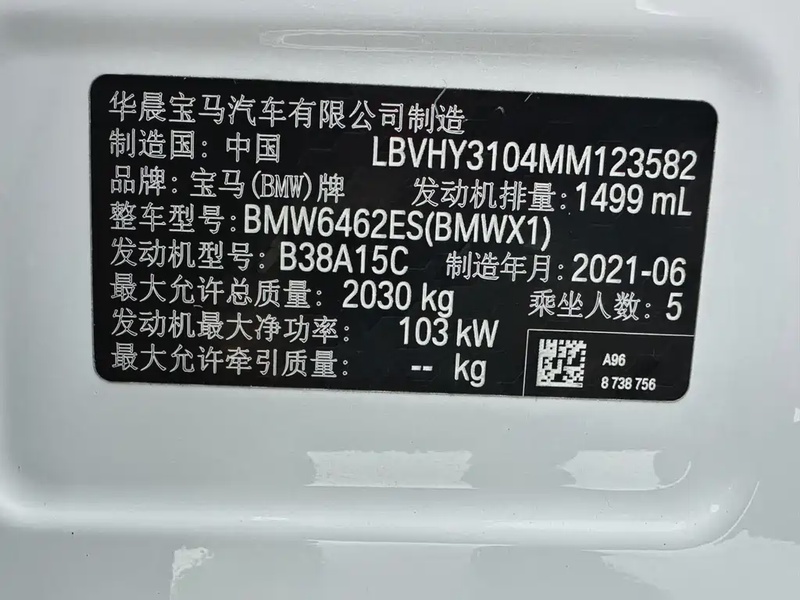 华晨宝马汽车有限公司制造
制造国: 中国 LBVHY3104MM123582
品牌: 宝马(BMW)牌 发动机排量: 1499 mL
整车型号: BMW6462ES(BMWX1)
发动机型号: B38A15C 制造年月: 2021-06
最大允许总质量: 2030 kg 乘坐人数: 5
发动机最大净功率: 103 kW
最大允许牵引质量: -- kg
A96
8 738 756